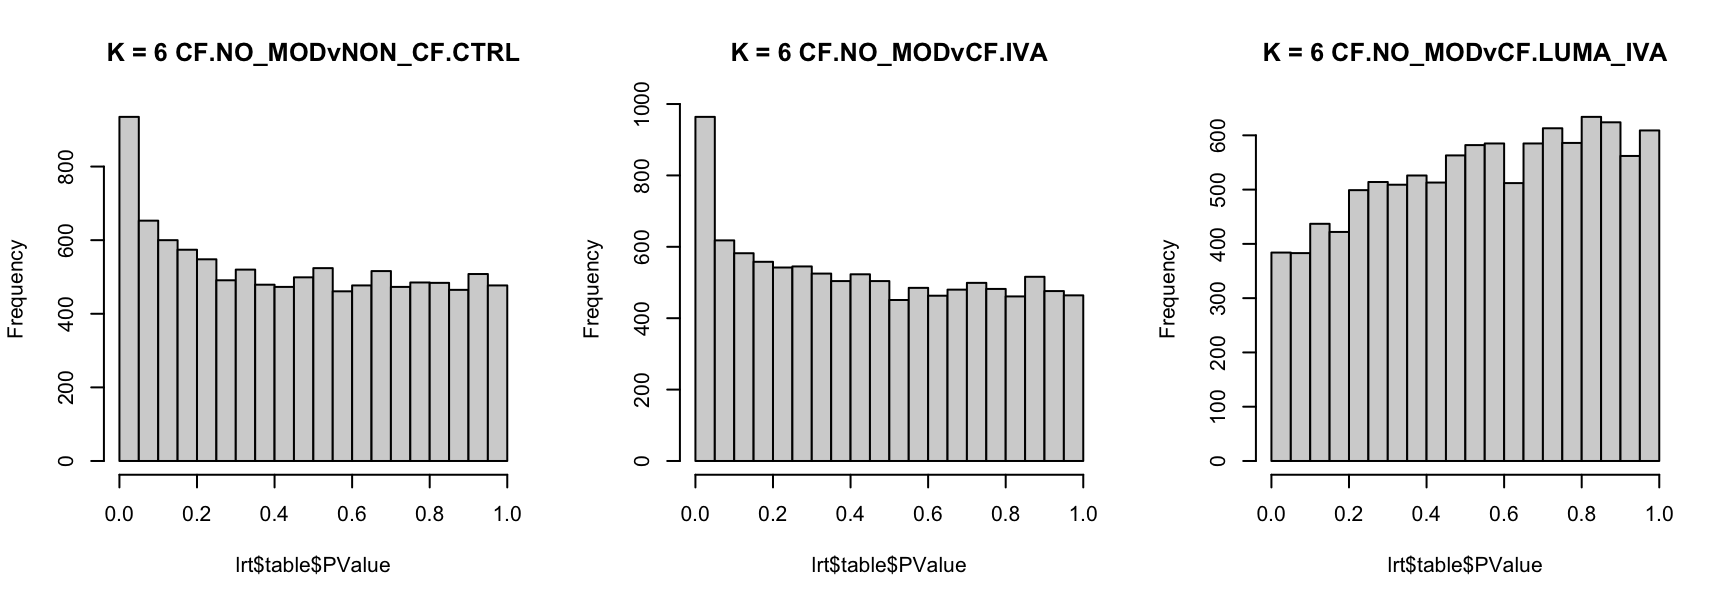 K = 6 CF.NO_MODvNON_CF.CTRL
Frequency
0
200
400
600
800
0.0 0.2 0.4 0.6 0.8 1.0
lrt$table$PValue
K = 6 CF.NO_MODvCF.IVA
Frequency
0
200
400
600
800
1000
0.0 0.2 0.4 0.6 0.8 1.0
lrt$table$PValue
K = 6 CF.NO_MODvCF.LUMA_IVA
Frequency
0
100
200
300
400
500
600
0.0 0.2 0.4 0.6 0.8 1.0
lrt$table$PValue